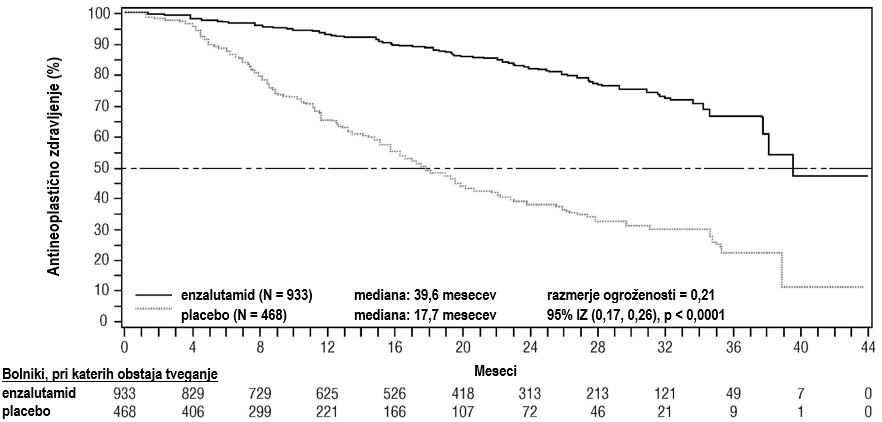 Antineoplastično zdravljenje (%)
100
90
80
70
60
50
40
30
20
10
0
enzalutamid (N = 933) mediana: 39,6 mesecev razmerje ogroženosti = 0,21
placebo (N = 468) mediana: 17,7 mesecev 95% IZ (0,17, 0,26), p < 0,0001
0 4 8 12 16 20 24 28 32 36 40 44
Meseci
Bolniki, pri katerih obstaja tveganje
enzalutamid 933 829 729 625 526 418 313 213 121 49 7 0
placebo 468 406 299 221 166 107 72 46 21 9 1 0